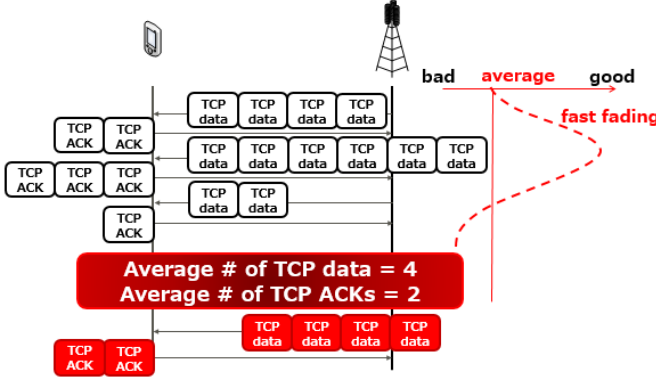 bad average good
fast fading
TCP data TCP data TCP data TCP data
TCP ACK TCP ACK
TCP data TCP data TCP data TCP data TCP data TCP data
TCP ACK TCP ACK TCP ACK
TCP data TCP data
TCP ACK
Average # of TCP data = 4
Average # of TCP ACKs = 2
TCP data TCP data TCP data TCP data
TCP ACK TCP ACK